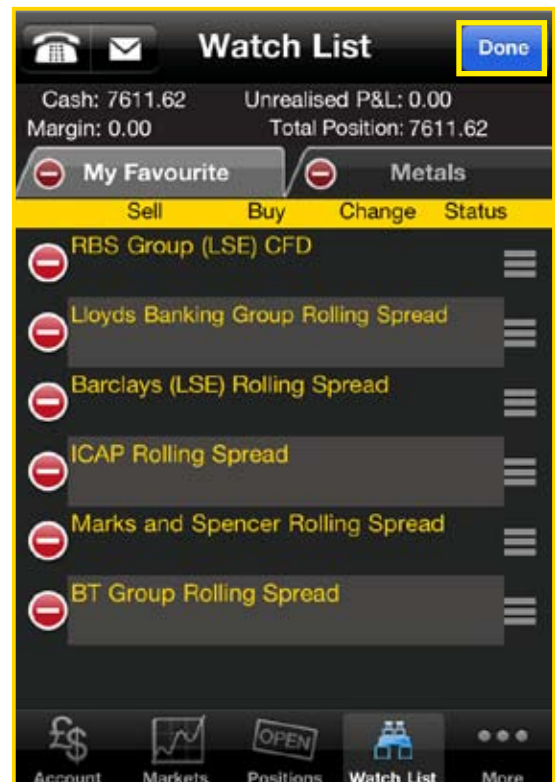 Watch List
Done
Cash: 7611.62 Unrealised P&L: 0.00
Margin: 0.00 Total Position: 7611.62
My Favourite Metals
Sell Buy Change Status
RBS Group (LSE) CFD
Lloyds Banking Group Rolling Spread
Barclays (LSE) Rolling Spread
ICAP Rolling Spread
Marks and Spencer Rolling Spread
BT Group Rolling Spread
£$ OPEN
Account Markets Positions Watch List More